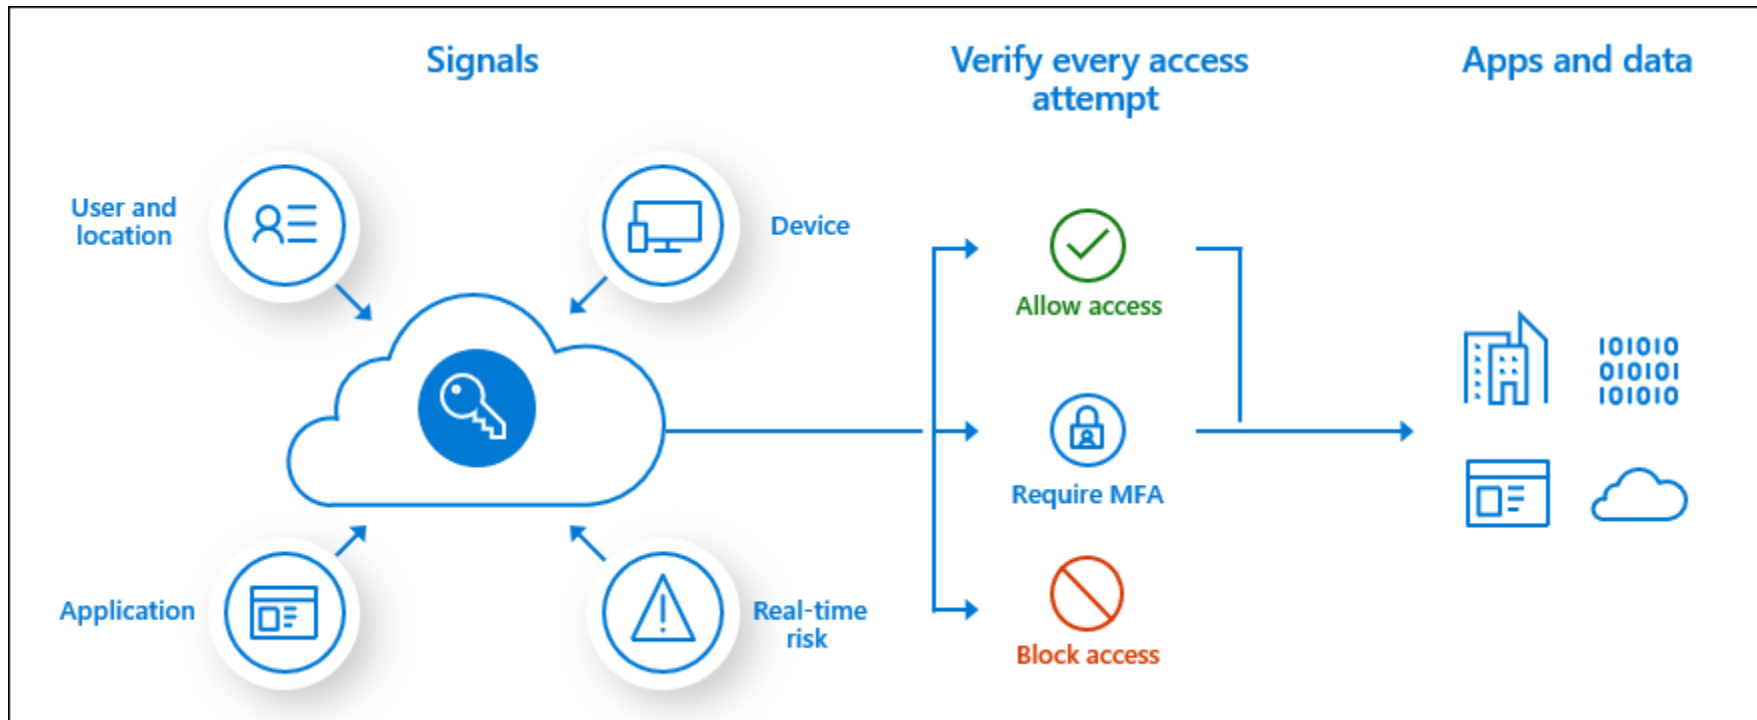 Signals
Verify every access
attempt
Apps and data
User and
location
Device
Allow access
101010
010101
101010
Require MFA
Application
Real-time
risk
Block access